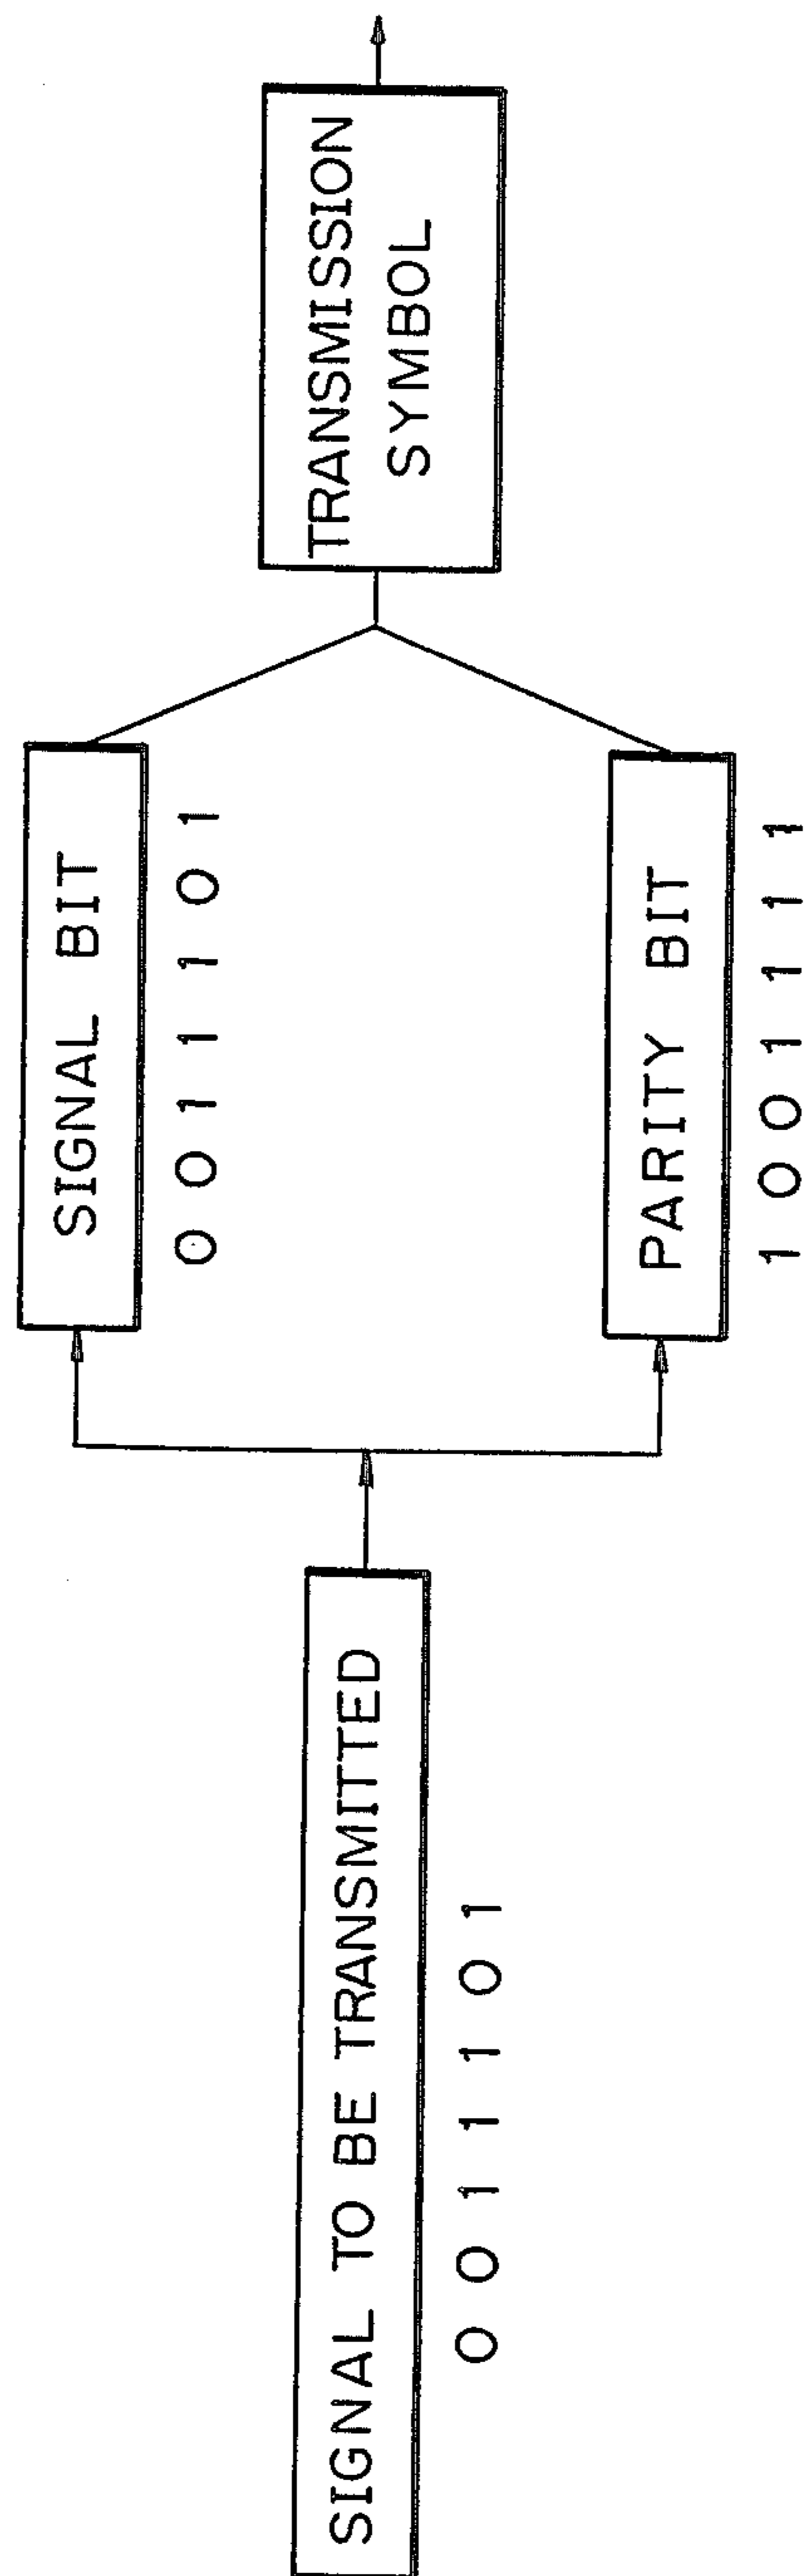 SIGNAL TO BE TRANSMITTED
0 0 1 1 1 0 1
SIGNAL BIT
0 0 1 1 1 0 1
PARITY BIT
1 0 0 1 1 1 1
TRANSMISSION
SYMBOL